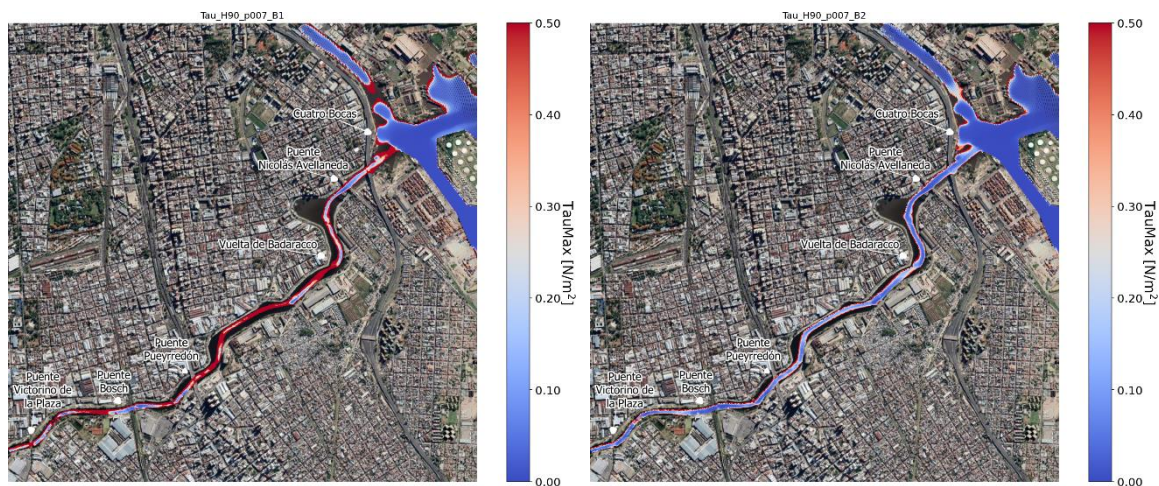 Tau_H90_p007_B1
Cuatro Bocas
Puente
Nicolás Avellaneda
Vuelta de Badaracco
Puente
Pueyrredón
Puente
Bosch
Puente
Victorino de
la Plaza
0.50
0.40
0.30
0.20
0.10
0.00
TauMax [N/m²]
Tau_H90_p007_B2
Cuatro Bocas
Puente
Nicolás Avellaneda
Vuelta de Badaracco
Puente
Pueyrredón
Puente
Bosch
Puente
Victorino de
la Plaza
0.50
0.40
0.30
0.20
0.10
0.00
TauMax [N/m²]